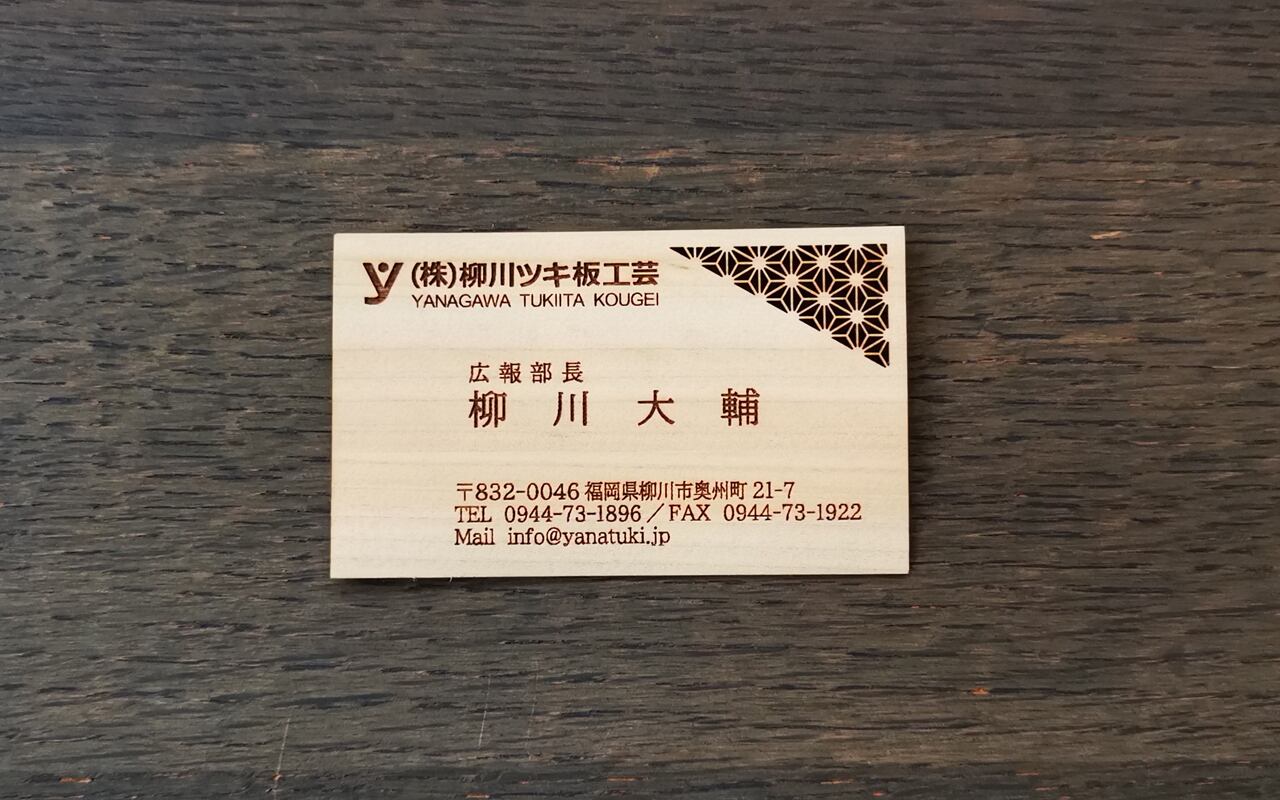 (株)柳川ツキ板工芸
YANAGAWA TUKIITA KOUGEI
広報部長
柳川大輔
〒832-0046 福岡県柳川市奥州町 21-7
TEL 0944-73-1896／FAX 0944-73-1922
Mail info@yanatuki.jp